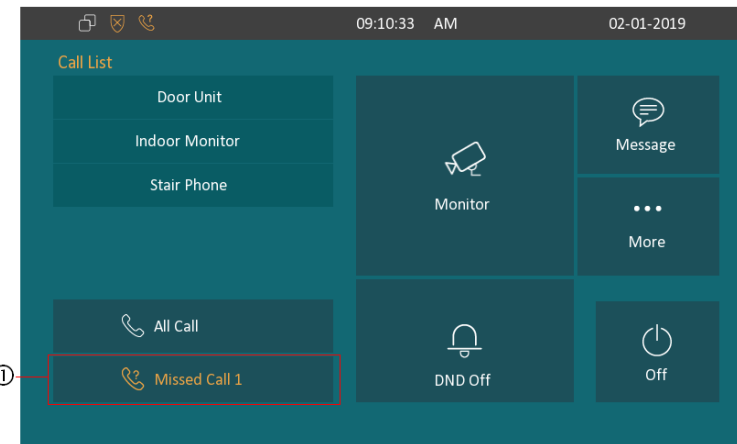 09:10:33 AM 02-01-2019
Call List
Door Unit
Indoor Monitor
Stair Phone
Monitor
Message
More
All Call
Missed Call 1
DND Off
Off
①